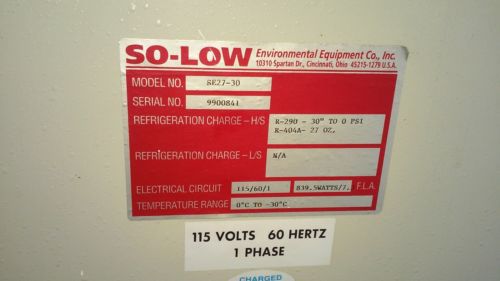 SO-LOW Environmental Equipment Co., Inc.
10310 Spartan Dr., Cincinnati, Ohio 45215-1279 U.S.A.
MODEL NO. SE27-30
SERIAL NO. 9900841
REFRIGERATION CHARGE - H/S R-290 - 30" TO 0 PSI
R-404A- 27 OZ.
REFRIGERATION CHARGE - L/S N/A
ELECTRICAL CIRCUIT 115/60/1 839.5WATTS/7. F.L.A.
TEMPERATURE RANGE 0°C TO -30°C
115 VOLTS 60 HERTZ
1 PHASE
CHARGED